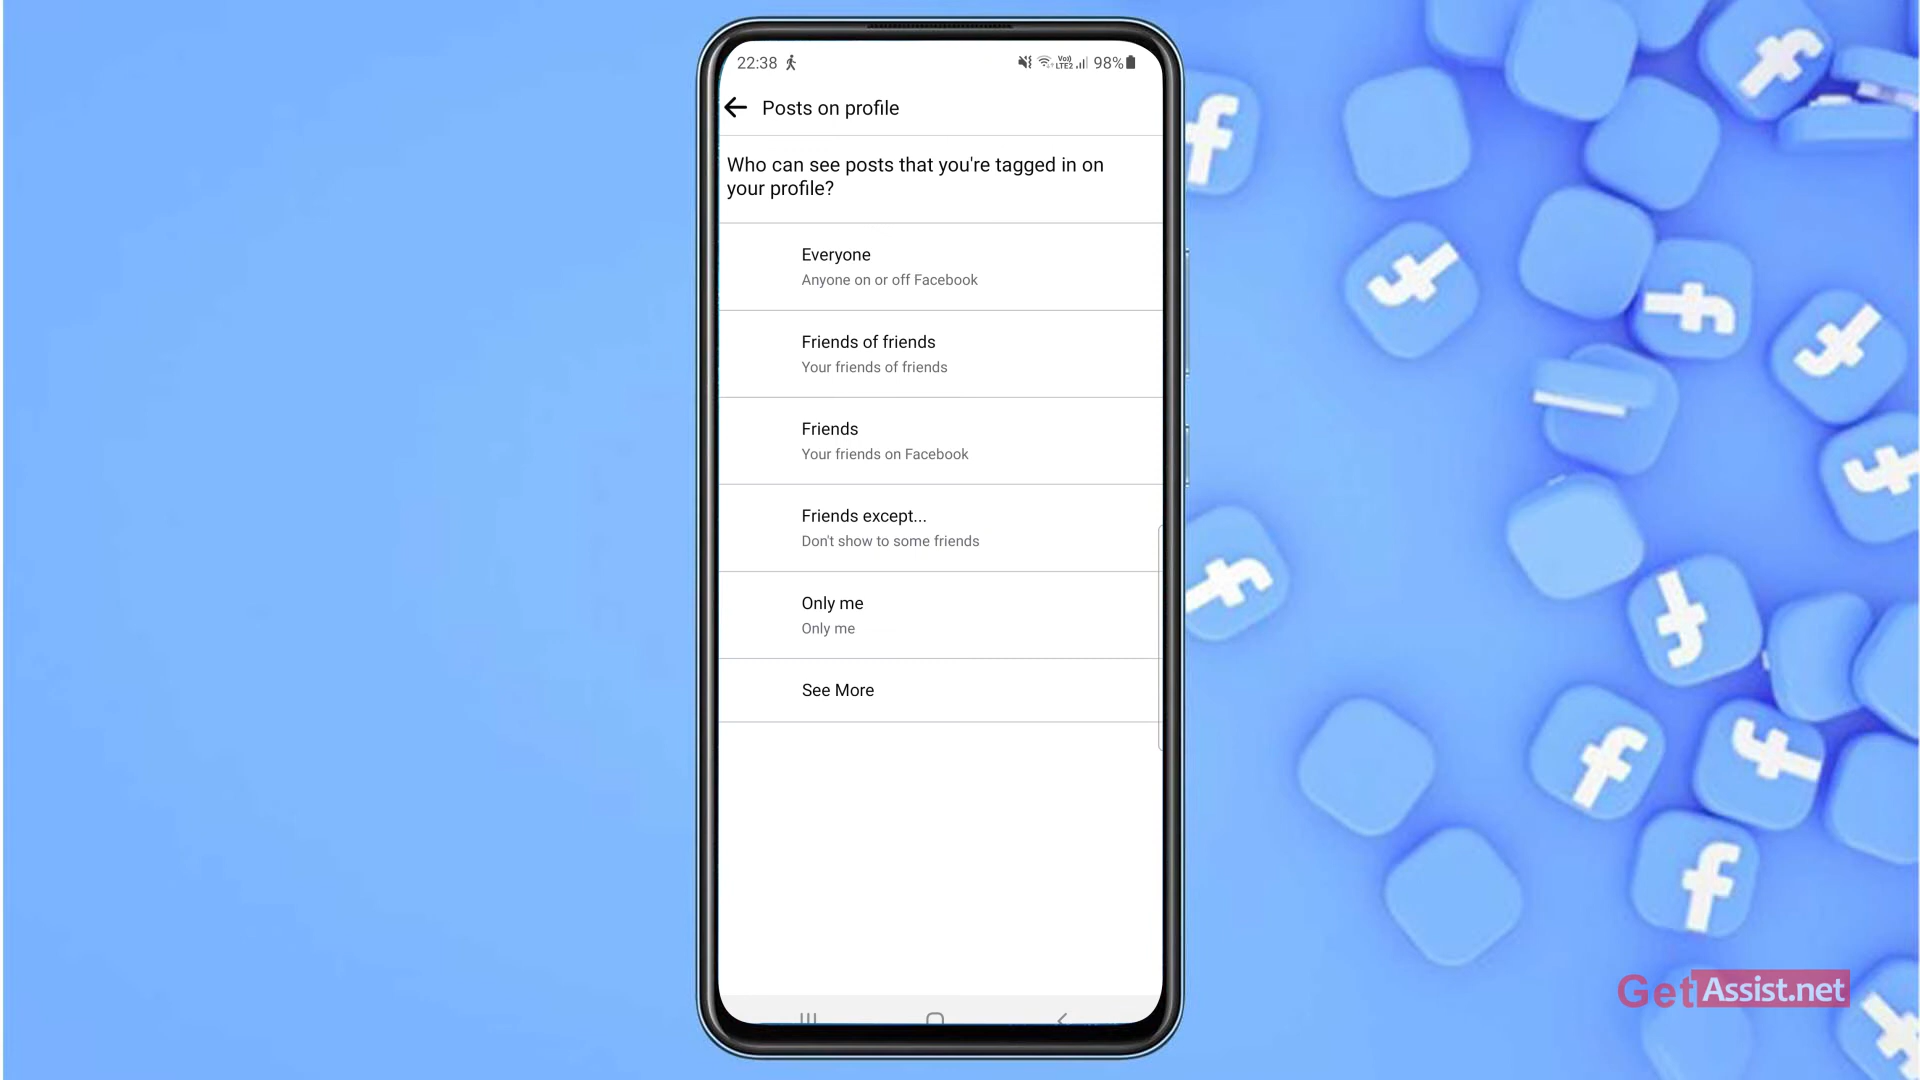 22:38 98%
Vo)
LTE2
Posts on profile
Who can see posts that you're tagged in on
your profile?
Everyone
Anyone on or off Facebook
Friends of friends
Your friends of friends
Friends
Your friends on Facebook
Friends except...
Don't show to some friends
Only me
Only me
See More
GetAssist.net